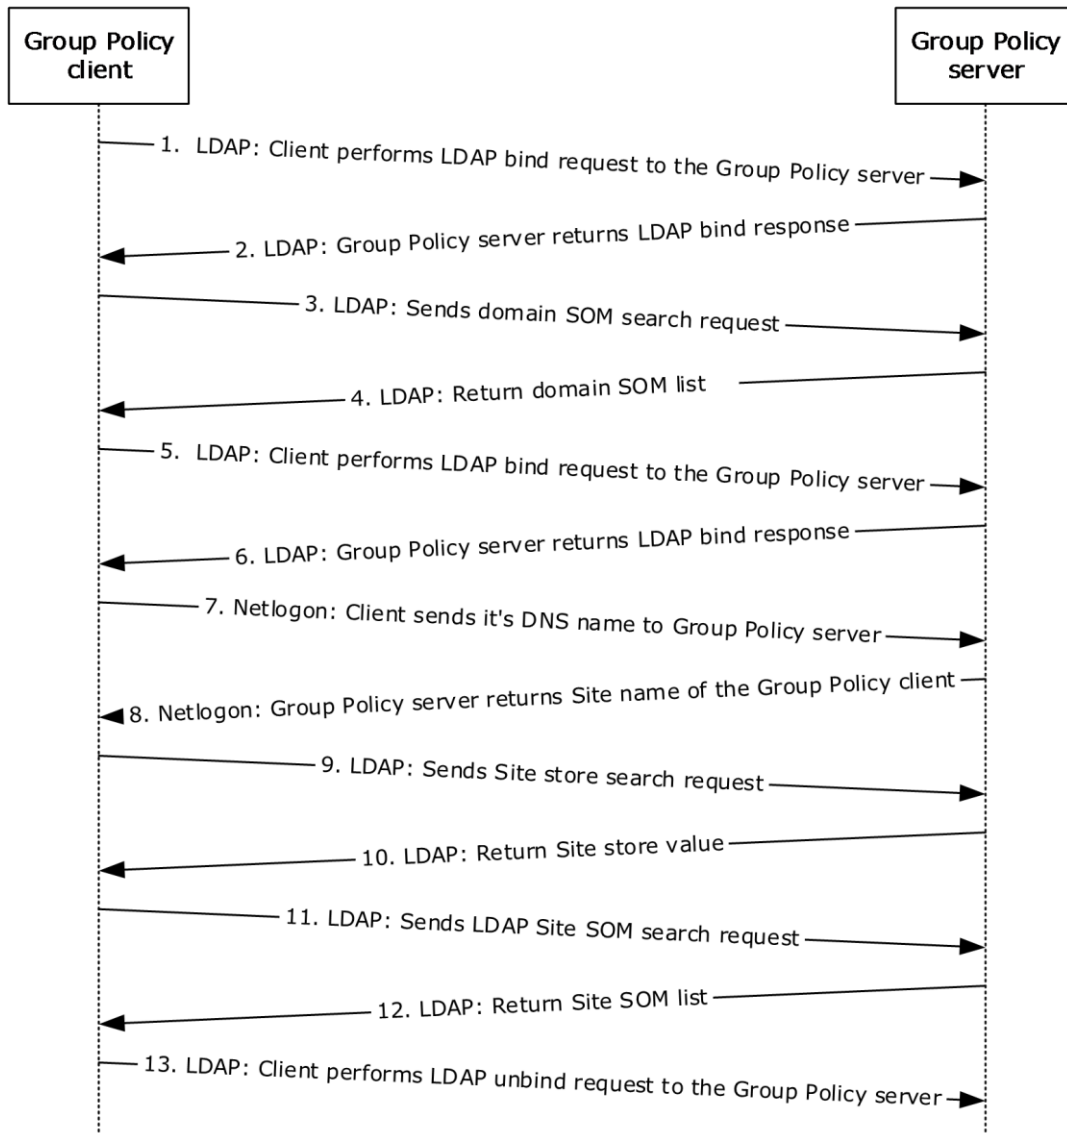 Group Policy
client
Group Policy
server
1. LDAP: Client performs LDAP bind request to the Group Policy server
2. LDAP: Group Policy server returns LDAP bind response
3. LDAP: Sends domain SOM search request
4. LDAP: Return domain SOM list
5. LDAP: Client performs LDAP bind request to the Group Policy server
6. LDAP: Group Policy server returns LDAP bind response
7. Netlogon: Client sends it's DNS name to Group Policy server
8. Netlogon: Group Policy server returns Site name of the Group Policy client
9. LDAP: Sends Site store search request
10. LDAP: Return Site store value
11. LDAP: Sends LDAP Site SOM search request
12. LDAP: Return Site SOM list
13. LDAP: Client performs LDAP unbind request to the Group Policy server